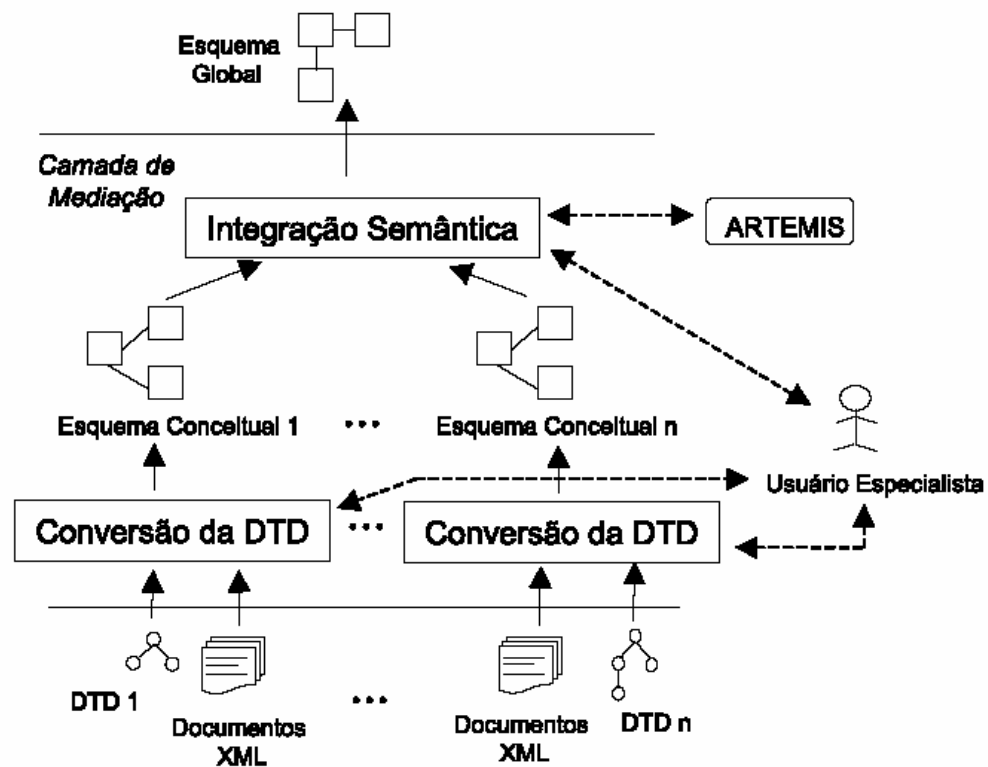 Esquema
Global
Camada de
Mediação
Integração Semântica
ARTEMIS
Esquema Conceitual 1
...
Esquema Conceitual n
Usuário Especialista
Conversão da DTD
...
Conversão da DTD
DTD 1
Documentos
XML
...
Documentos
XML
DTD n